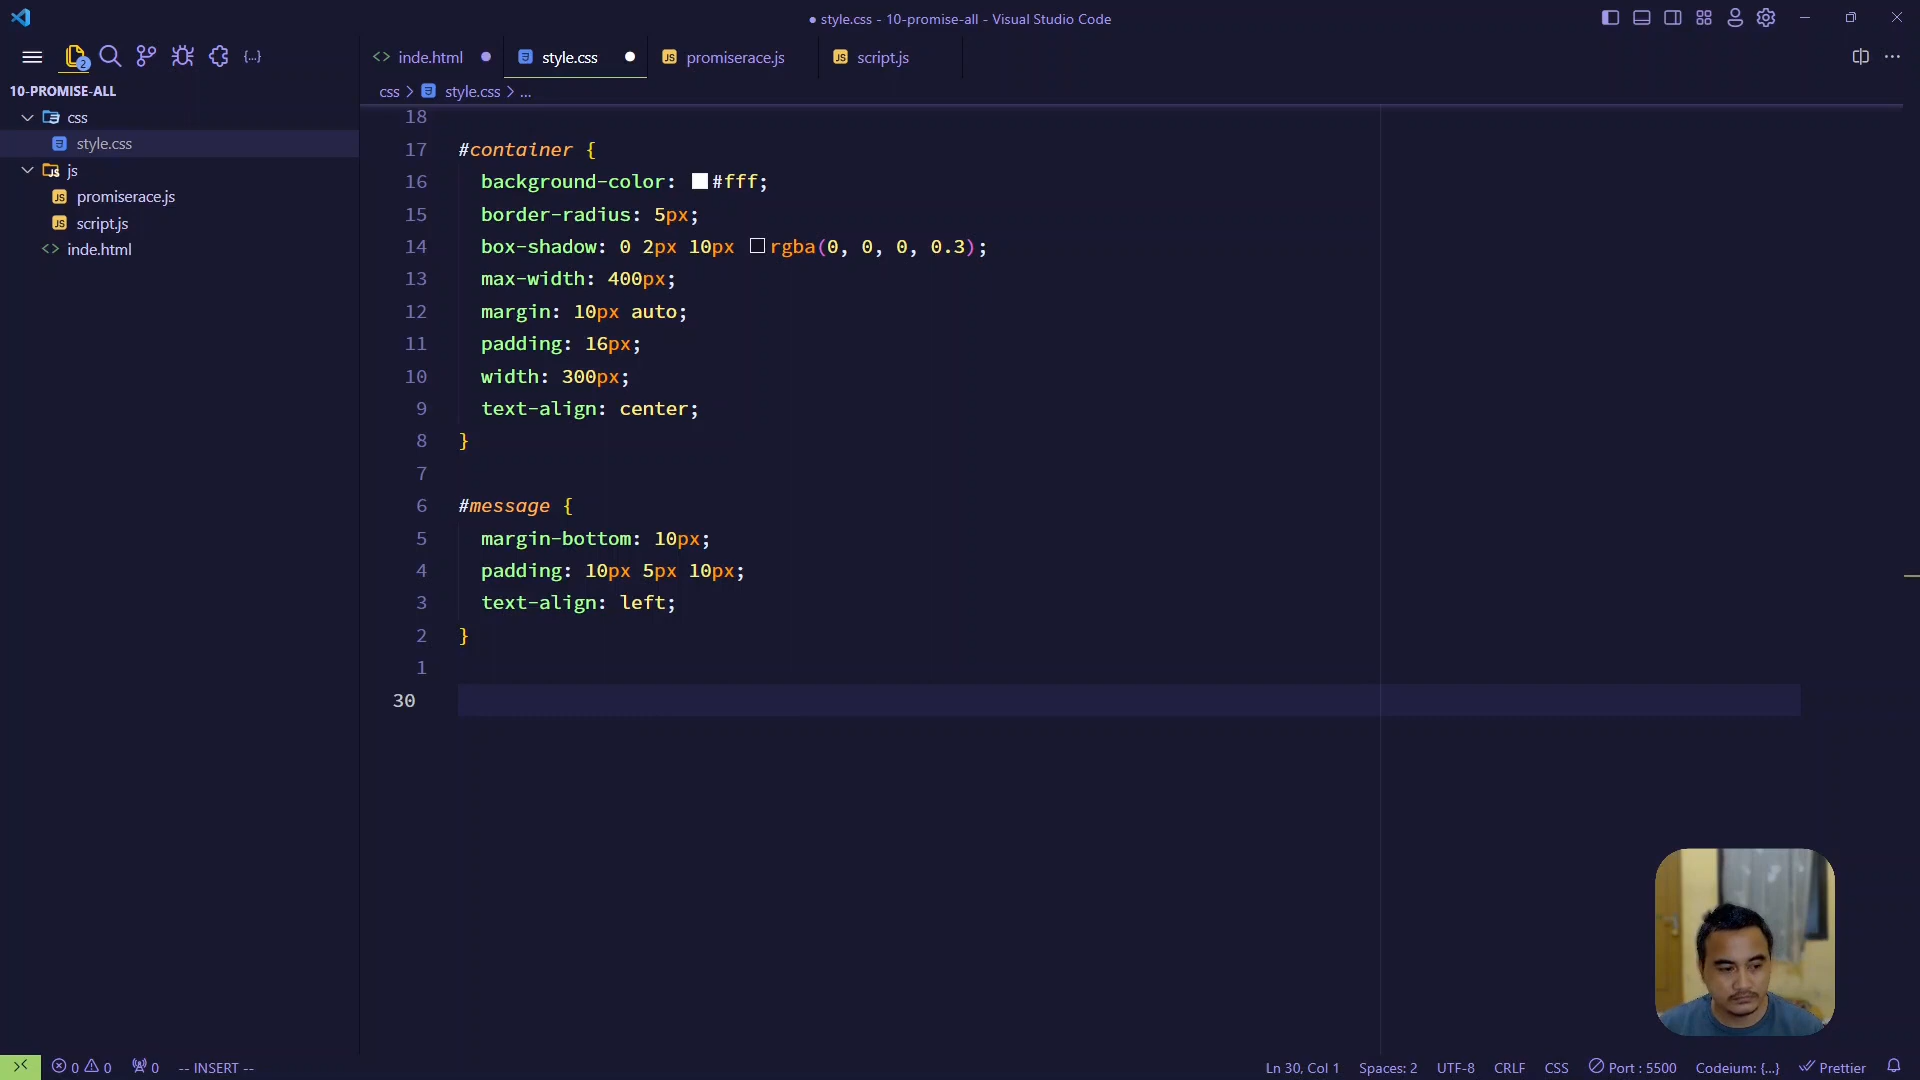 ● style.css - 10-promise-all - Visual Studio Code
2
{..}
inde.html
style.css
promiserace.js
script.js
10-PROMISE-ALL
css
style.css
js
promiserace.js
script.js
inde.html
css > style.css > ...
18
17 #container {
16 background-color: #fff;
15 border-radius: 5px;
14 box-shadow: 0 2px 10px rgba(0, 0, 0, 0.3);
13 max-width: 400px;
12 margin: 10px auto;
11 padding: 16px;
10 width: 300px;
9 text-align: center;
8 }
7
6 #message {
5 margin-bottom: 10px;
4 padding: 10px 5px 10px;
3 text-align: left;
2 }
1
30
0 0 0 -- INSERT -- Ln 30, Col 1 Spaces: 2 UTF-8 CRLF CSS Port : 5500 Codeium: {...} Prettier